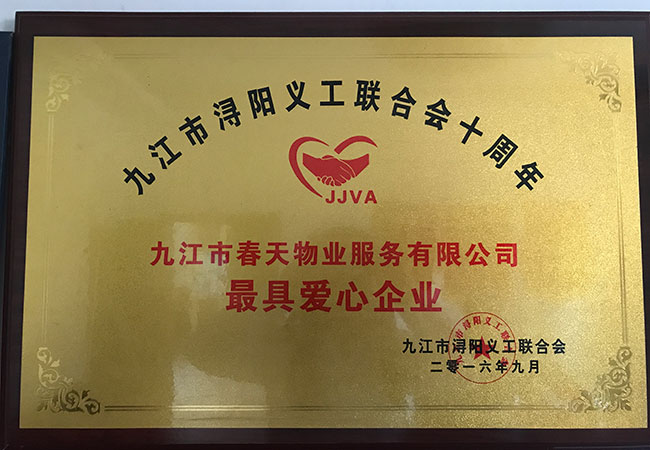 九江市浔阳义工联合会十周年
JJVA
九江市春天物业服务有限公司
最具爱心企业
九江市浔阳义工联合会
二零一六年九月